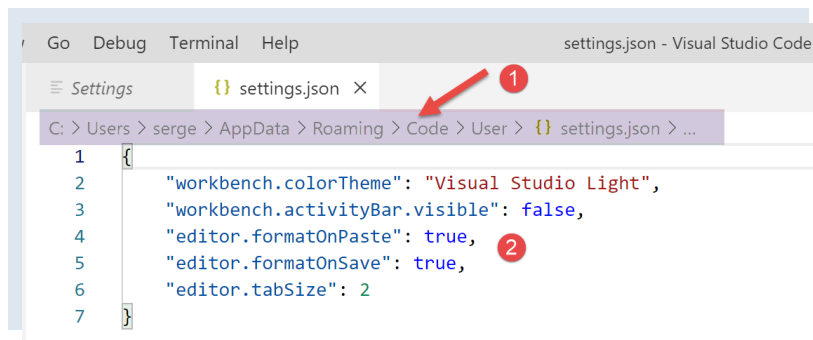 Go Debug Terminal Help settings.json - Visual Studio Code
Settings {} settings.json ×
1
C: > Users > serge > AppData > Roaming > Code > User > {} settings.json > ...
1 {
2 "workbench.colorTheme": "Visual Studio Light",
3 "workbench.activityBar.visible": false,
4 "editor.formatOnPaste": true,
2
5 "editor.formatOnSave": true,
6 "editor.tabSize": 2
7 }